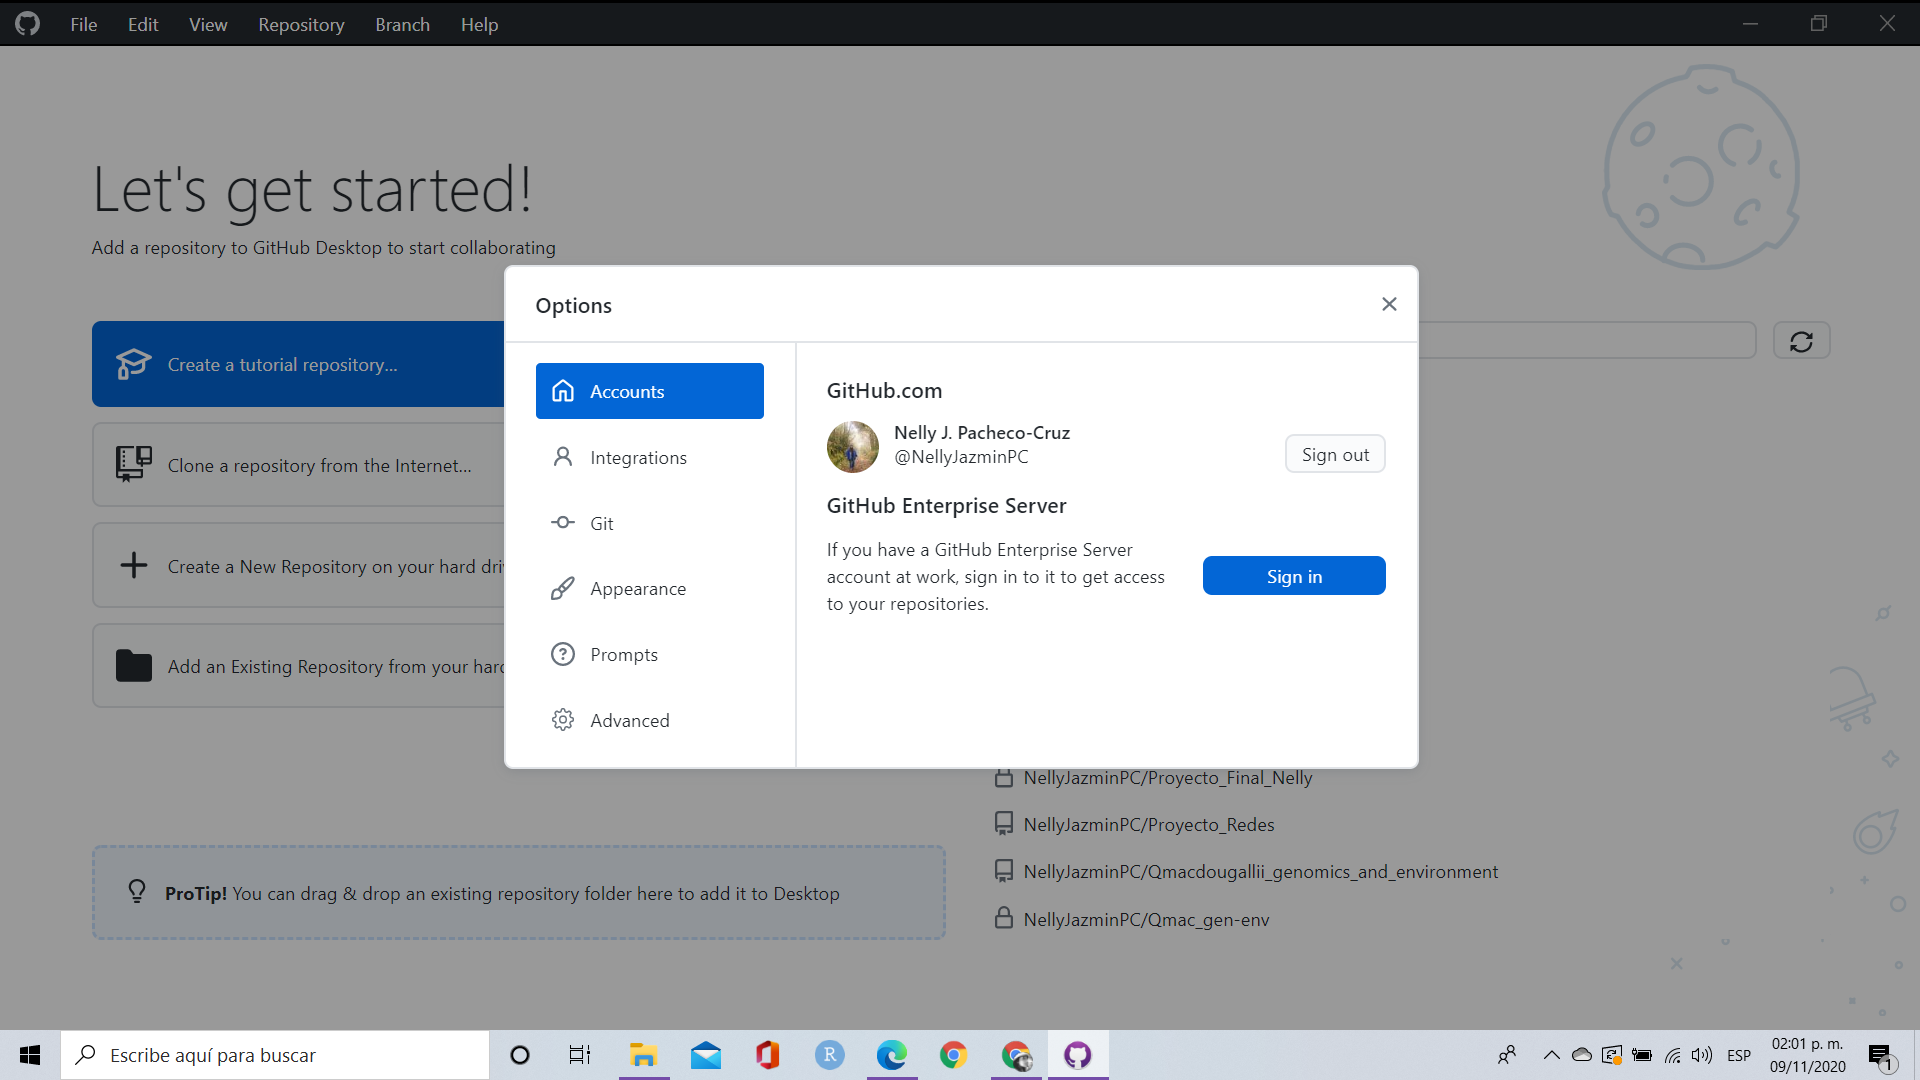 File Edit View Repository Branch Help
Let's get started!
Add a repository to GitHub Desktop to start collaborating
Create a tutorial repository...
Clone a repository from the Internet...
Create a New Repository on your hard
Add an Existing Repository from your
ProTip! You can drag & drop an existing repository folder here to add it to Desktop
Options
Accounts
Integrations
Git
Appearance
Prompts
Advanced
GitHub.com
Nelly J. Pacheco-Cruz
@NellyJazminPC
Sign out
GitHub Enterprise Server
If you have a GitHub Enterprise Server
account at work, sign in to it to get access
to your repositories.
Sign in
NellyJazminPC/Proyecto_Final_Nelly
NellyJazminPC/Proyecto_Redes
NellyJazminPC/Qmacdougallii_genomics_and_environment
NellyJazminPC/Qmac_gen-env
Escribe aquí para buscar
R
ESP
02:01 p. m.
09/11/2020
1